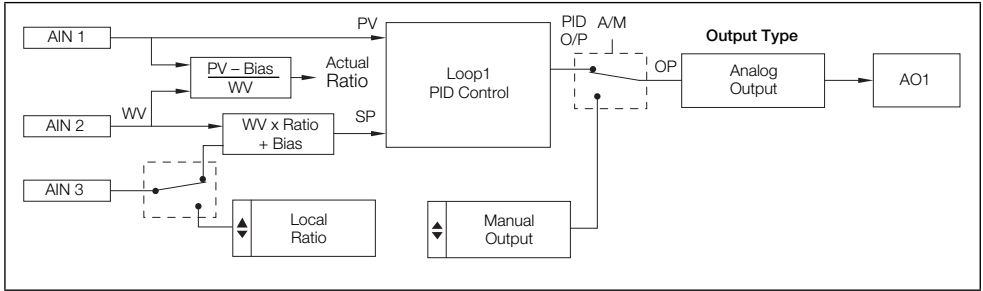 AIN 1
PV
PID
O/P
A/M
Output Type
PV – Bias
WV
Actual
Ratio
Loop1
PID Control
OP
Analog
Output
AO1
AIN 2
WV
WV x Ratio
+ Bias
SP
AIN 3
Local
Ratio
Manual
Output